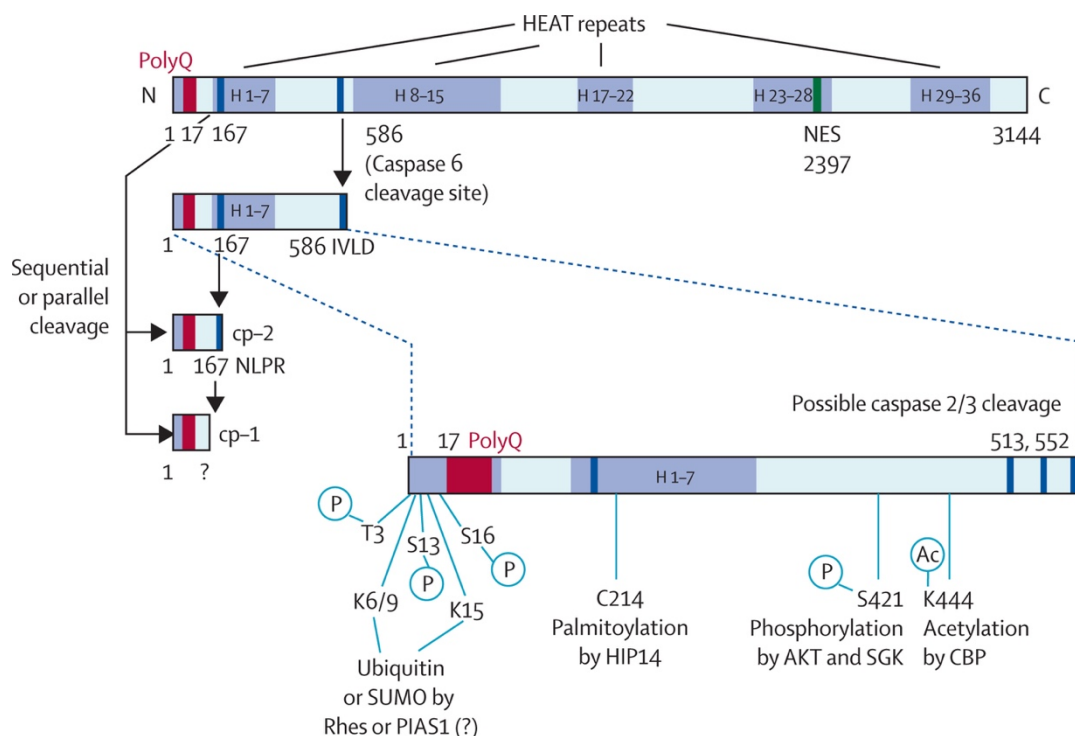 HEAT repeats
PolyQ
N
H 1–7
H 8–15
H 17–22
H 23–28
H 29–36
C
1 17 167
586
(Caspase 6
cleavage site)
NES
2397
3144
H 1–7
1
167
586 IVLD
Sequential
or parallel
cleavage
cp–2
1
167 NLPR
cp–1
1
?
Possible caspase 2/3 cleavage
1
17 PolyQ
513, 552
H 1–7
P
T3
S13
P
S16
P
K6/9
K15
Ubiquitin
or SUMO by
Rhes or PIAS1 (?)
C214
Palmitoylation
by HIP14
P
S421
Phosphorylation
by AKT and SGK
Ac
K444
Acetylation
by CBP